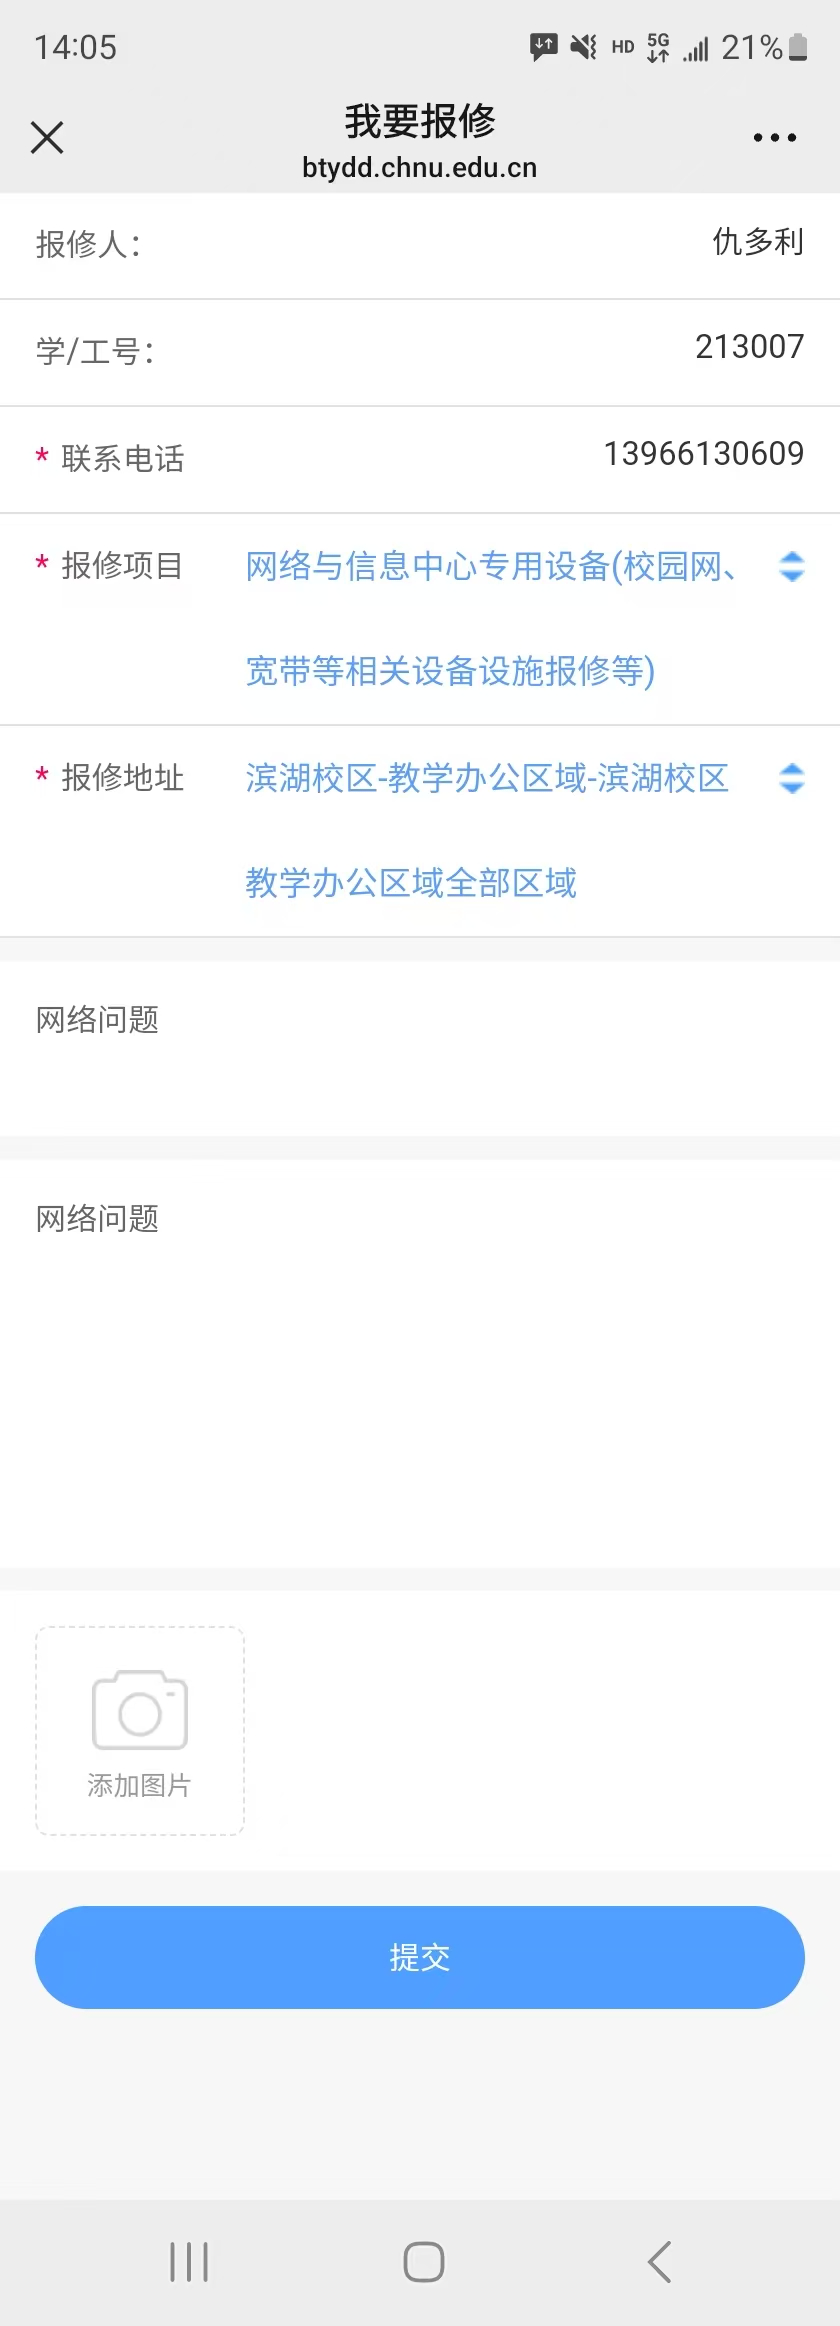 14:05 HD 5G 21%
我要报修
btydd.chnu.edu.cn
报修人： 仇多利
学/工号： 213007
* 联系电话 13966130609
* 报修项目 网络与信息中心专用设备(校园网、
宽带等相关设备设施报修等)
* 报修地址 滨湖校区-教学办公区域-滨湖校区
教学办公区域全部区域
网络问题
网络问题
添加图片
提交